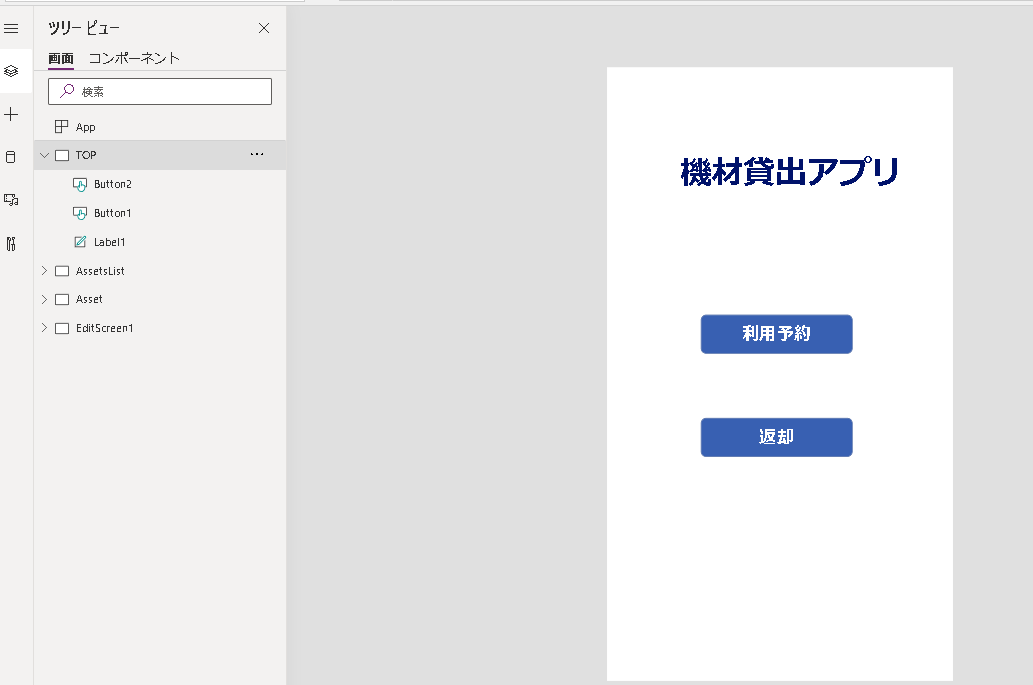 ツリー ビュー
画面 コンポーネント
検索
App
TOP
Button2
Button1
Label1
AssetsList
Asset
EditScreen1
機材貸出アプリ
利用予約
返却